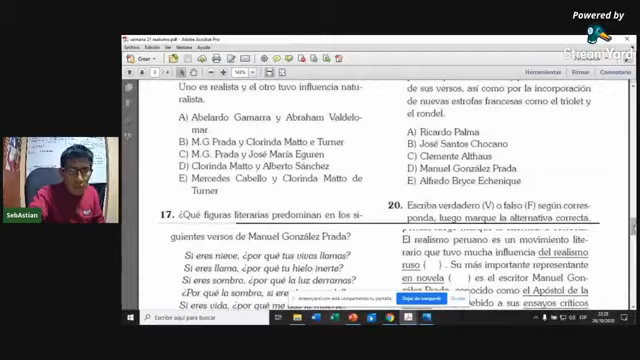 Powered by
StreamYard
semana 21 realismo.pdf - Adobe Acrobat Pro
Archivo Edición Ver Ventana Ayuda
Crear
3 / 4
143%
Herramientas Firmar Comentario
Uno es realista y el otro tuvo influencia natu-
ralista.
A) Abelardo Gamarra y Abraham Valdelo-
mar
B) M.G. Prada y Clorinda Matto e Turner
C) M.G. Prada y José María Eguren
D) Clorinda Matto y Alberto Sánchez
E) Mercedes Cabello y Clorinda Matto de
Turner
17. ¿Qué figuras literarias predominan en los si-
guientes versos de Manuel González Prada?
Si eres nieve, ¿por qué tus vivas llamas?
Si eres llama, ¿por qué tu hielo inerte?
Si eres sombra, ¿por qué la luz derramas?
¿Por qué la sombra, si
Si eres vida, ¿por qué me
de sus versos, así como por la incorporación
de nuevas estrofas francesas como el triolet y
el rondel.
A) Ricardo Palma
B) José Santos Chocano
C) Clemente Althaus
D) Manuel González Prada
E) Alfredo Bryce Echenique
20. Escriba verdadero (V) o falso (F) según corres-
ponda, luego marque la alternativa correcta.
El realismo peruano es un movimiento lite-
rario que tuvo mucha influencia del realismo
ruso ( ). Su más importante representante
en novela ( ) es el escritor Manuel Gon-
zález Prada, conocido como el Apóstol de la
Debido a sus ensayos críticos
streamyard.com está compartiendo tu pantalla.
Dejar de compartir
Ocultar
SebAstian
Escribe aquí para buscar
ESP
26/10/2020